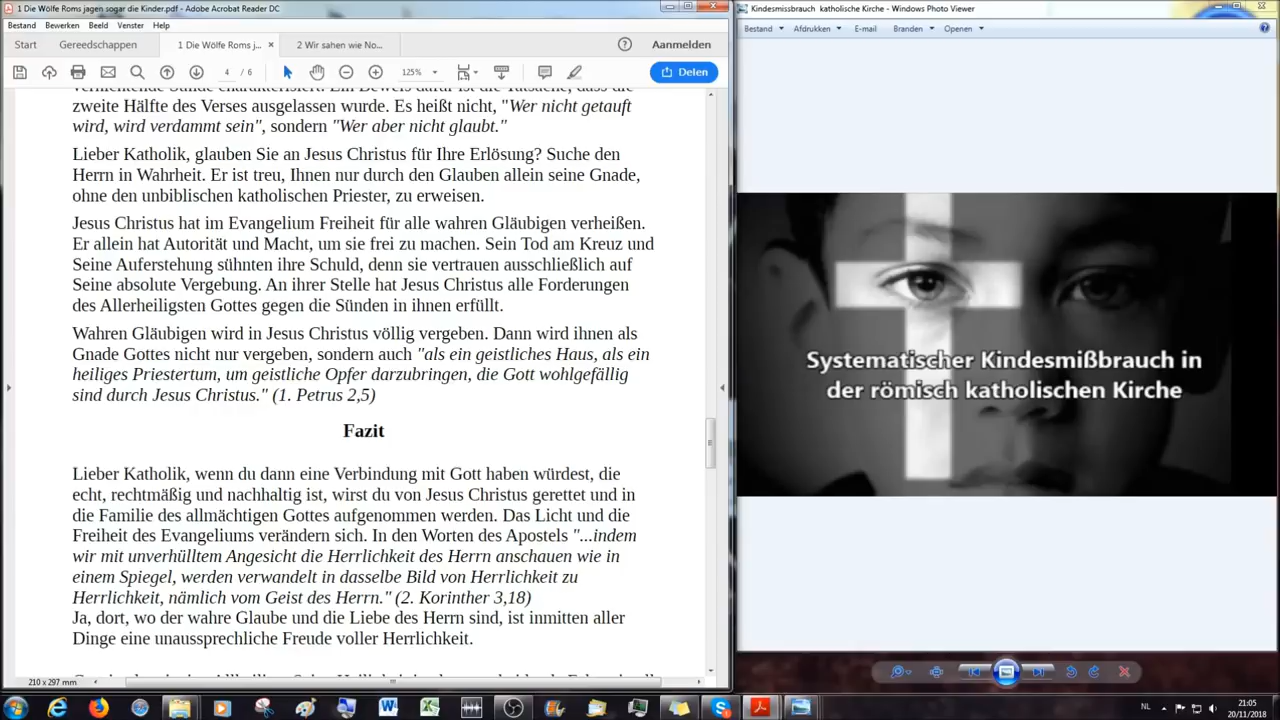 1 Die Wölfe Roms jagen sogar die Kinder.pdf - Adobe Acrobat Reader DC
Bestand Bewerken Beeld Venster Help
Start Gereedschappen 1 Die Wölfe Roms j... × 2 Wir sahen wie No... Aanmelden
4 / 6 125% Delen
zweite Hälfte des Verses ausgelassen wurde. Es heißt nicht, "Wer nicht getauft
wird, wird verdammt sein", sondern "Wer aber nicht glaubt."
Lieber Katholik, glauben Sie an Jesus Christus für Ihre Erlösung? Suche den
Herrn in Wahrheit. Er ist treu, Ihnen nur durch den Glauben allein seine Gnade,
ohne den unbiblischen katholischen Priester, zu erweisen.
Jesus Christus hat im Evangelium Freiheit für alle wahren Gläubigen verheißen.
Er allein hat Autorität und Macht, um sie frei zu machen. Sein Tod am Kreuz und
Seine Auferstehung sühnten ihre Schuld, denn sie vertrauen ausschließlich auf
Seine absolute Vergebung. An ihrer Stelle hat Jesus Christus alle Forderungen
des Allerheiligsten Gottes gegen die Sünden in ihnen erfüllt.
Wahren Gläubigen wird in Jesus Christus völlig vergeben. Dann wird ihnen als
Gnade Gottes nicht nur vergeben, sondern auch "als ein geistliches Haus, als ein
heiliges Priestertum, um geistliche Opfer darzubringen, die Gott wohlgefällig
sind durch Jesus Christus." (1. Petrus 2,5)
Fazit
Lieber Katholik, wenn du dann eine Verbindung mit Gott haben würdest, die
echt, rechtmäßig und nachhaltig ist, wirst du von Jesus Christus gerettet und in
die Familie des allmächtigen Gottes aufgenommen werden. Das Licht und die
Freiheit des Evangeliums verändern sich. In den Worten des Apostels "...indem
wir mit unverhülltem Angesicht die Herrlichkeit des Herrn anschauen wie in
einem Spiegel, werden verwandelt in dasselbe Bild von Herrlichkeit zu
Herrlichkeit, nämlich vom Geist des Herrn." (2. Korinther 3,18)
Ja, dort, wo der wahre Glaube und die Liebe des Herrn sind, ist inmitten aller
Dinge eine unaussprechliche Freude voller Herrlichkeit.
210 x 297 mm
Kindesmissbrauch katholische Kirche - Windows Photo Viewer
Bestand Afdrukken E-mail Branden Openen
Systematischer Kindesmißbrauch in
der römisch katholischen Kirche
NL 21:05
20/11/2018